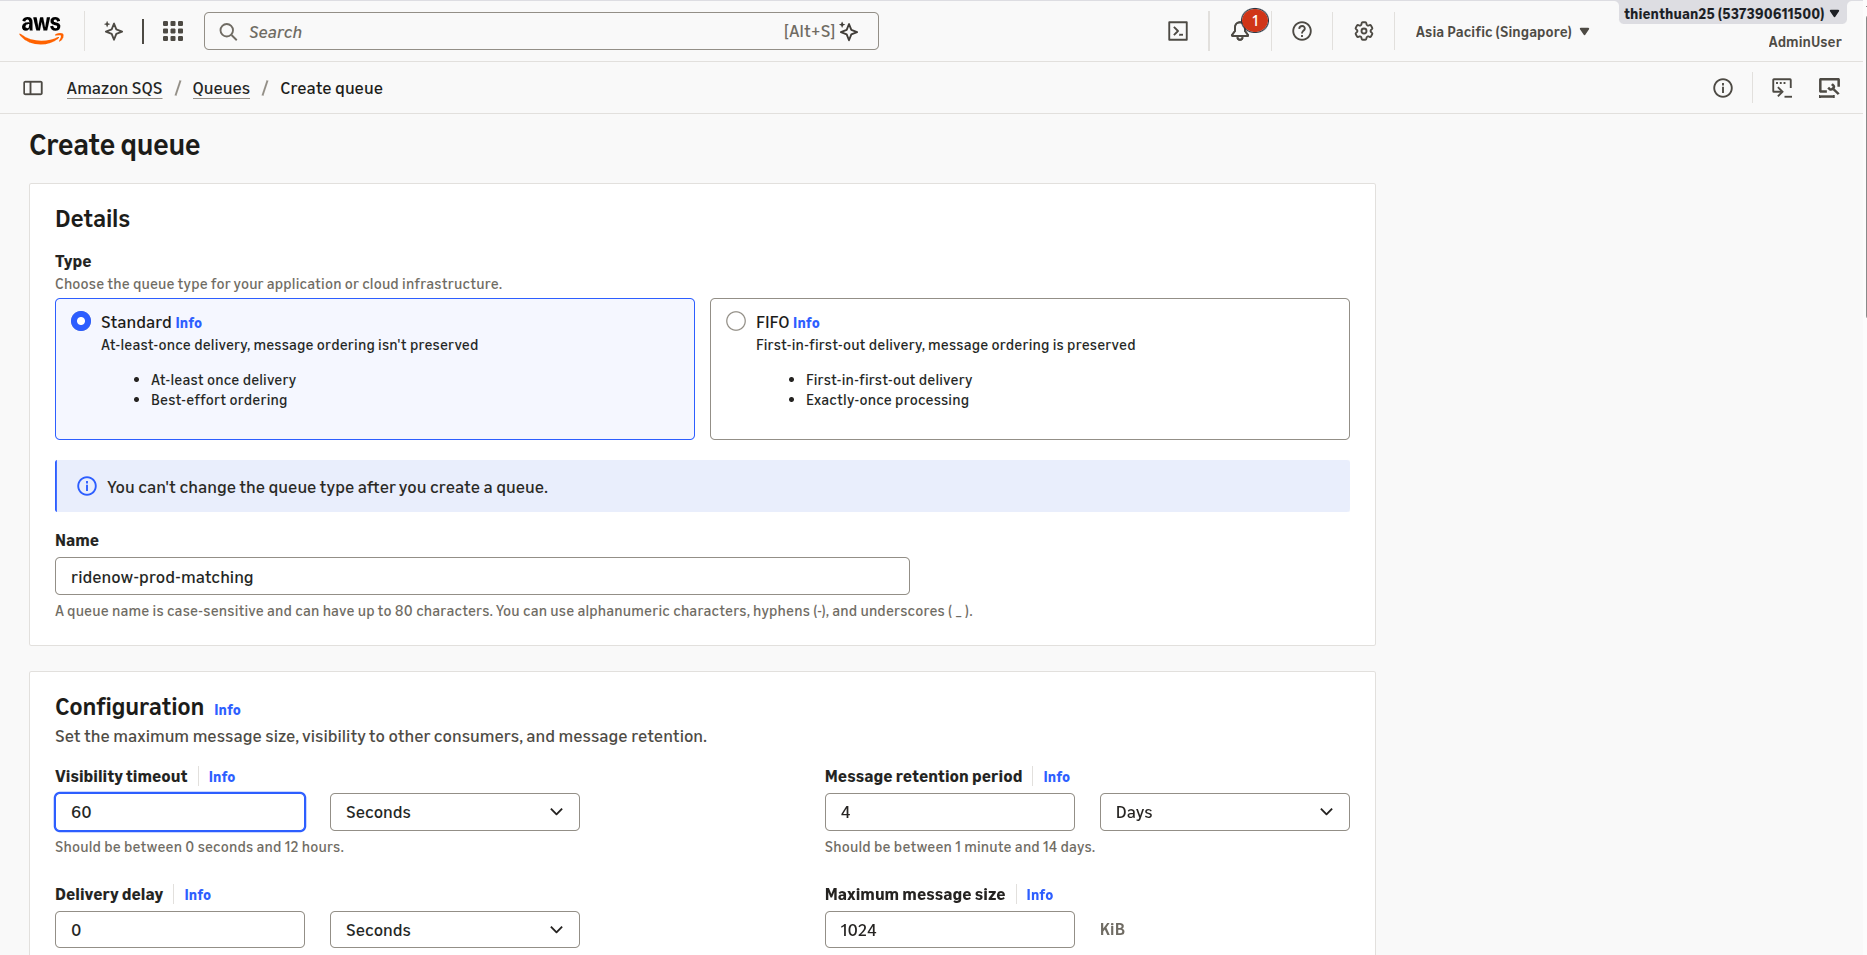 aws
Search
[Alt+S]
1
Asia Pacific (Singapore)
thienthuan25 (537390611500)
AdminUser
Amazon SQS / Queues / Create queue
Create queue
Details
Type
Choose the queue type for your application or cloud infrastructure.
Standard Info
At-least-once delivery, message ordering isn't preserved
• At-least once delivery
• Best-effort ordering
FIFO Info
First-in-first-out delivery, message ordering is preserved
• First-in-first-out delivery
• Exactly-once processing
You can't change the queue type after you create a queue.
Name
ridenow-prod-matching
A queue name is case-sensitive and can have up to 80 characters. You can use alphanumeric characters, hyphens (-), and underscores ( _ ).
Configuration Info
Set the maximum message size, visibility to other consumers, and message retention.
Visibility timeout Info
60 Seconds
Should be between 0 seconds and 12 hours.
Message retention period Info
4 Days
Should be between 1 minute and 14 days.
Delivery delay Info
0 Seconds
Maximum message size Info
1024 KiB